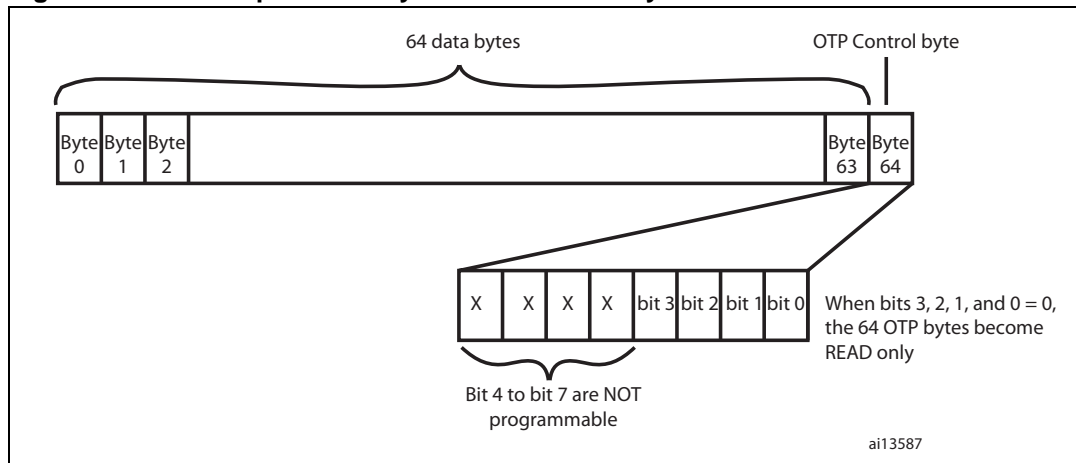 64 data bytes
OTP Control byte
Byte 0
Byte 1
Byte 2
Byte 63
Byte 64
X X X X bit 3 bit 2 bit 1 bit 0
When bits 3, 2, 1, and 0 = 0,
the 64 OTP bytes become
READ only
Bit 4 to bit 7 are NOT
programmable
ai13587